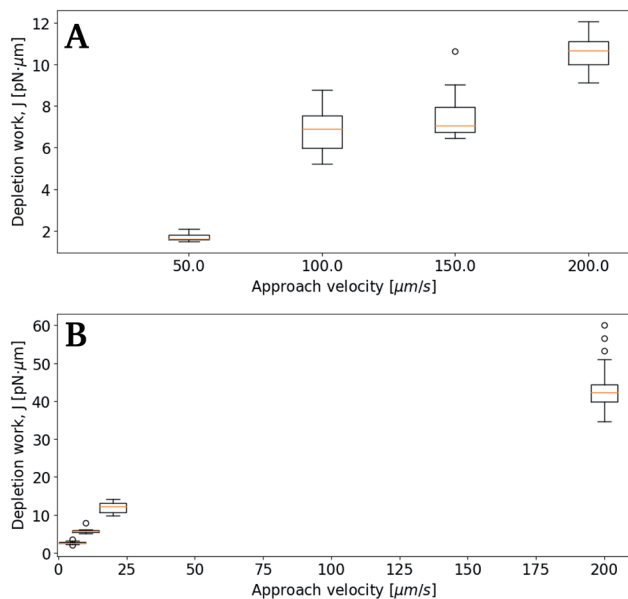 A
12
10
8
6
4
2
Depletion work, J [pN·μm]
50.0 100.0 150.0 200.0
Approach velocity [μm/s]
B
60
50
40
30
20
10
0
Depletion work, J [pN·μm]
0 25 50 75 100 125 150 175 200
Approach velocity [μm/s]